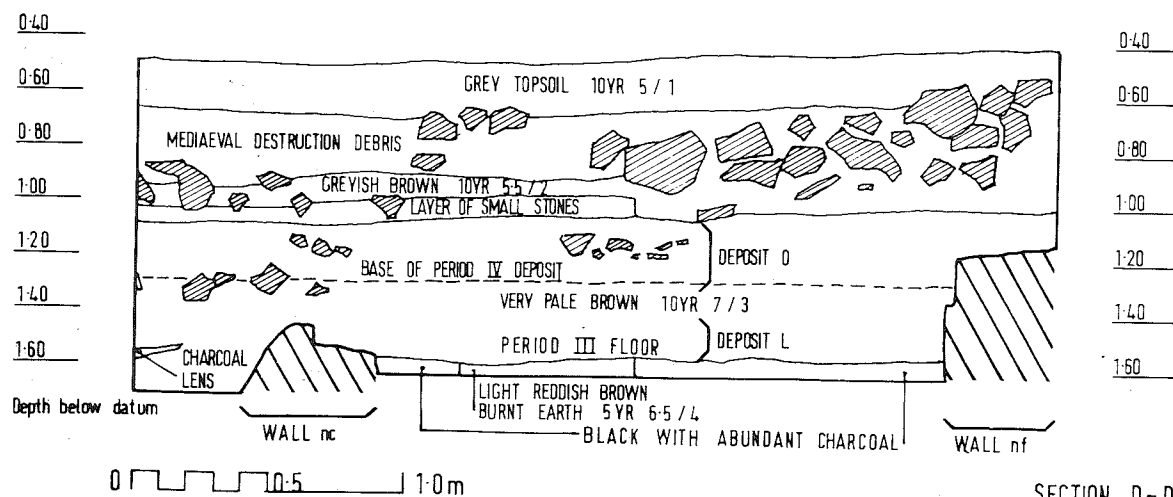 0·40
0·60
0·80
1·00
1·20
1·40
1·60
Depth below datum
GREY TOPSOIL 10YR 5/1
MEDIAEVAL DESTRUCTION DEBRIS
GREYISH BROWN 10YR 5·5/2
LAYER OF SMALL STONES
DEPOSIT O
BASE OF PERIOD IV DEPOSIT
VERY PALE BROWN 10YR 7/3
PERIOD III FLOOR
DEPOSIT L
CHARCOAL
LENS
LIGHT REDDISH BROWN
BURNT EARTH 5YR 6·5/4
BLACK WITH ABUNDANT CHARCOAL
WALL nc
WALL nf
0·40
0·60
0·80
1·00
1·20
1·40
1·60
0 0·5 1·0m
SECTION D-D